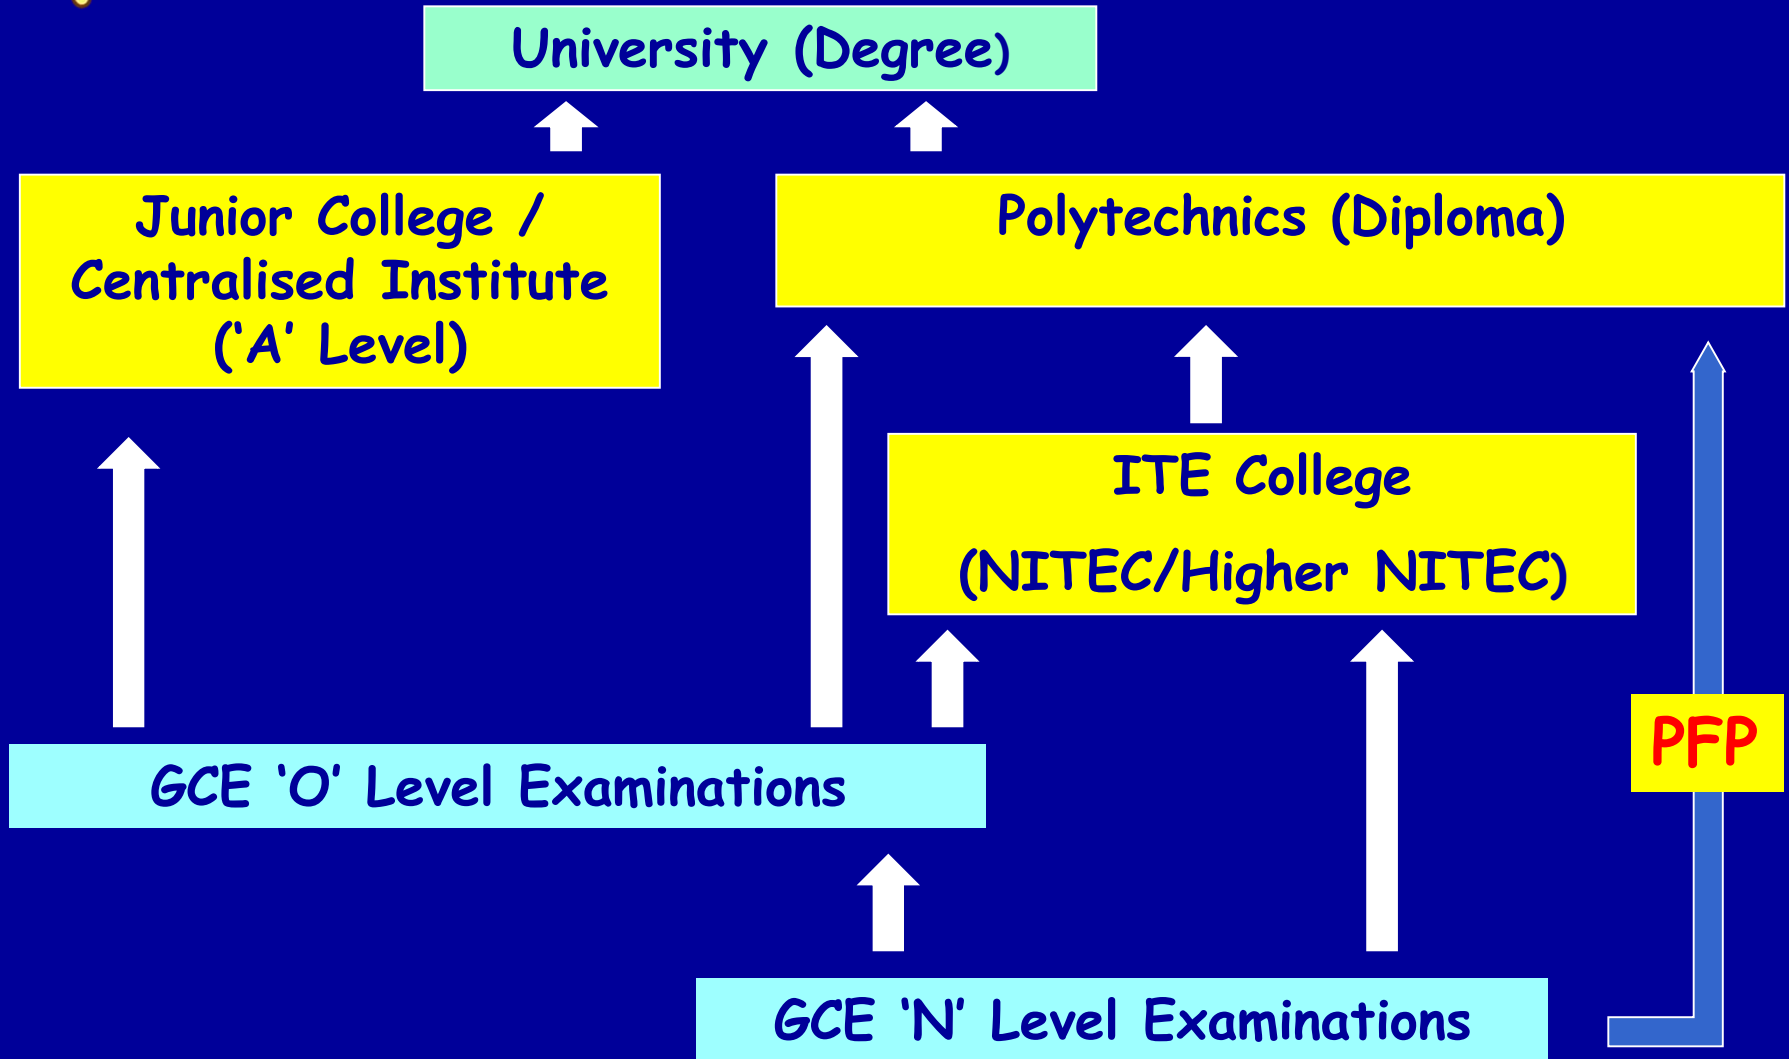 University (Degree)
Junior College /
Centralised Institute
(‘A’ Level)
Polytechnics (Diploma)
ITE College
(NITEC/Higher NITEC)
PFP
GCE ‘O’ Level Examinations
GCE ‘N’ Level Examinations